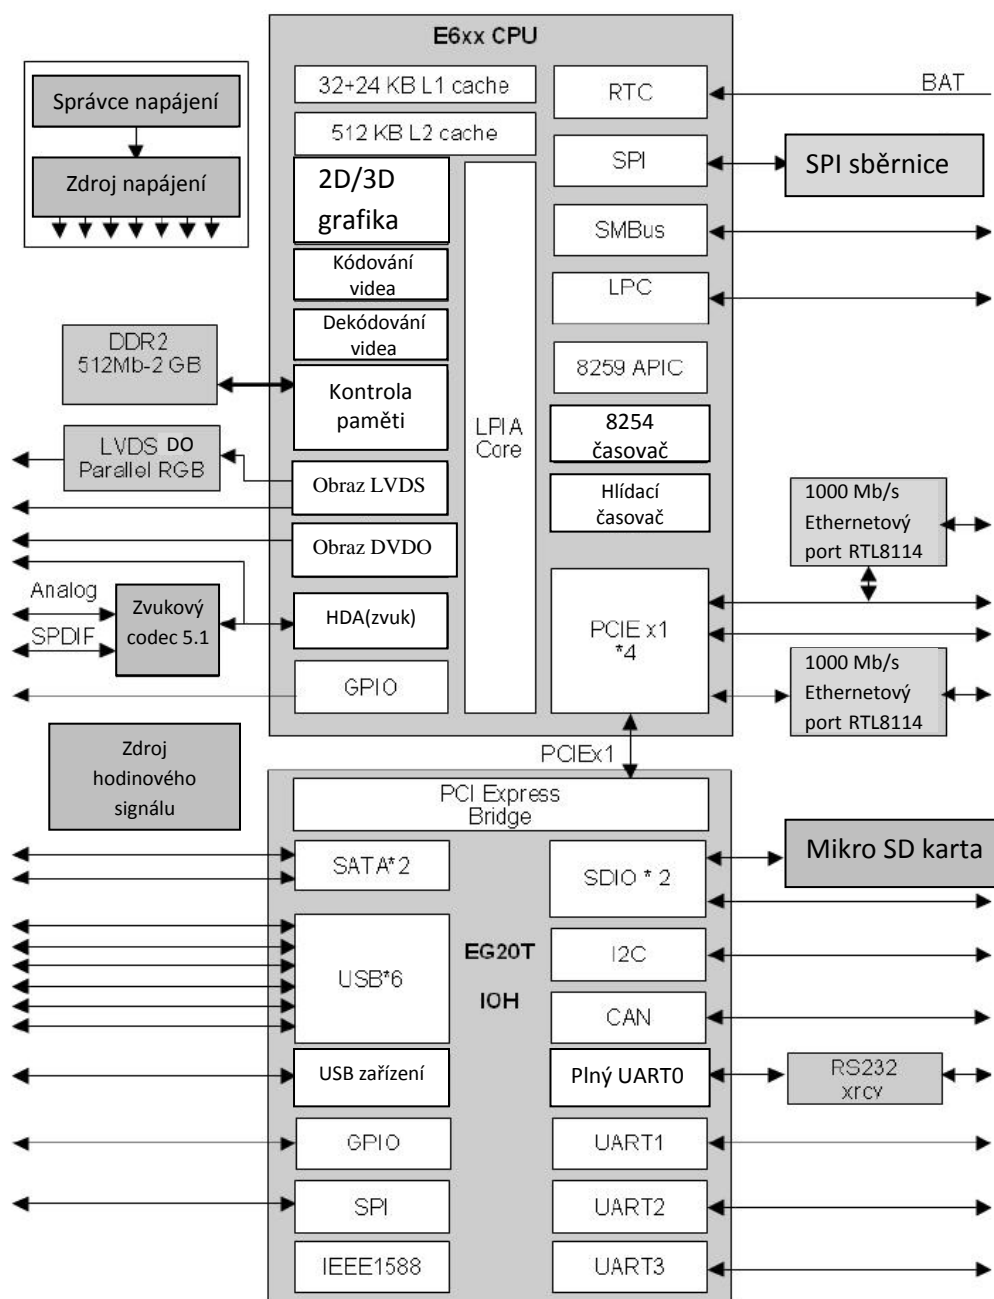 E6xx CPU
Správce napájení
Zdroj napájení
32+24 KB L1 cache
512 KB L2 cache
2D/3D
grafika
Kódování
videa
Dekódování
videa
Kontrola
paměti
Obraz LVDS
Obraz DVDO
HDA(zvuk)
GPIO
LPIA
Core
RTC
SPI
SMBus
LPC
8259 APIC
8254
časovač
Hlídací
časovač
PCIE x1
*4
BAT
SPI sběrnice
DDR2
512Mb-2 GB
LVDS DO
Parallel RGB
Analog
SPDIF
Zvukový
codec 5.1
1000 Mb/s
Ethernetový
port RTL8114
1000 Mb/s
Ethernetový
port RTL8114
Zdroj
hodinového
signálu
PCIEx1
PCI Express
Bridge
SATA*2
USB*6
USB zařízení
GPIO
SPI
IEEE1588
EG20T
IOH
SDIO * 2
I2C
CAN
Plný UART0
UART1
UART2
UART3
Mikro SD karta
RS232
xrcv